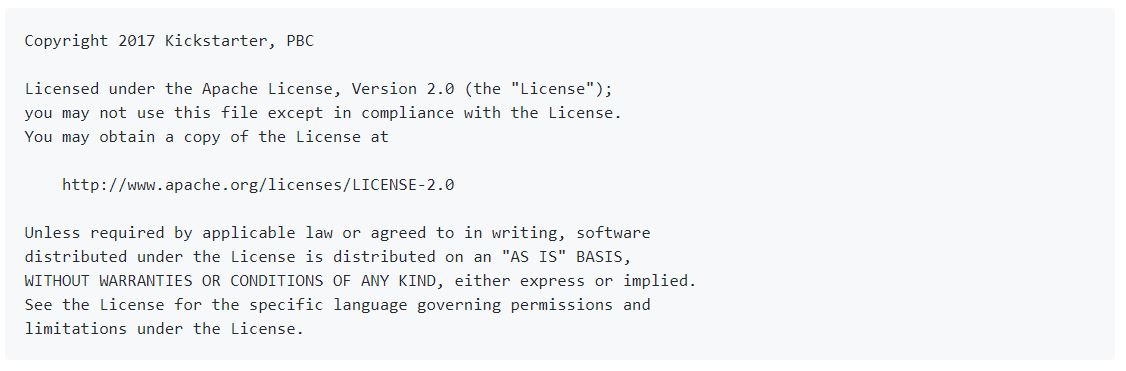 Copyright 2017 Kickstarter, PBC
Licensed under the Apache License, Version 2.0 (the "License");
you may not use this file except in compliance with the License.
You may obtain a copy of the License at
http://www.apache.org/licenses/LICENSE-2.0
Unless required by applicable law or agreed to in writing, software
distributed under the License is distributed on an "AS IS" BASIS,
WITHOUT WARRANTIES OR CONDITIONS OF ANY KIND, either express or implied.
See the License for the specific language governing permissions and
limitations under the License.